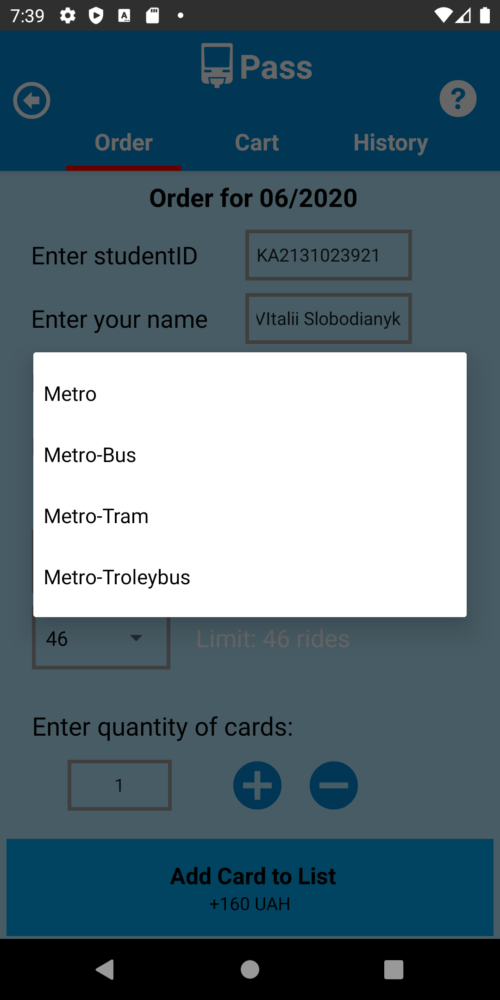 7:39
Pass
Order Cart History
Order for 06/2020
Enter studentID KA2131023921
Enter your name VItalii Slobodianyk
Metro
Metro-Bus
Metro-Tram
Metro-Troleybus
46 Limit: 46 rides
Enter quantity of cards:
1
Add Card to List
+160 UAH